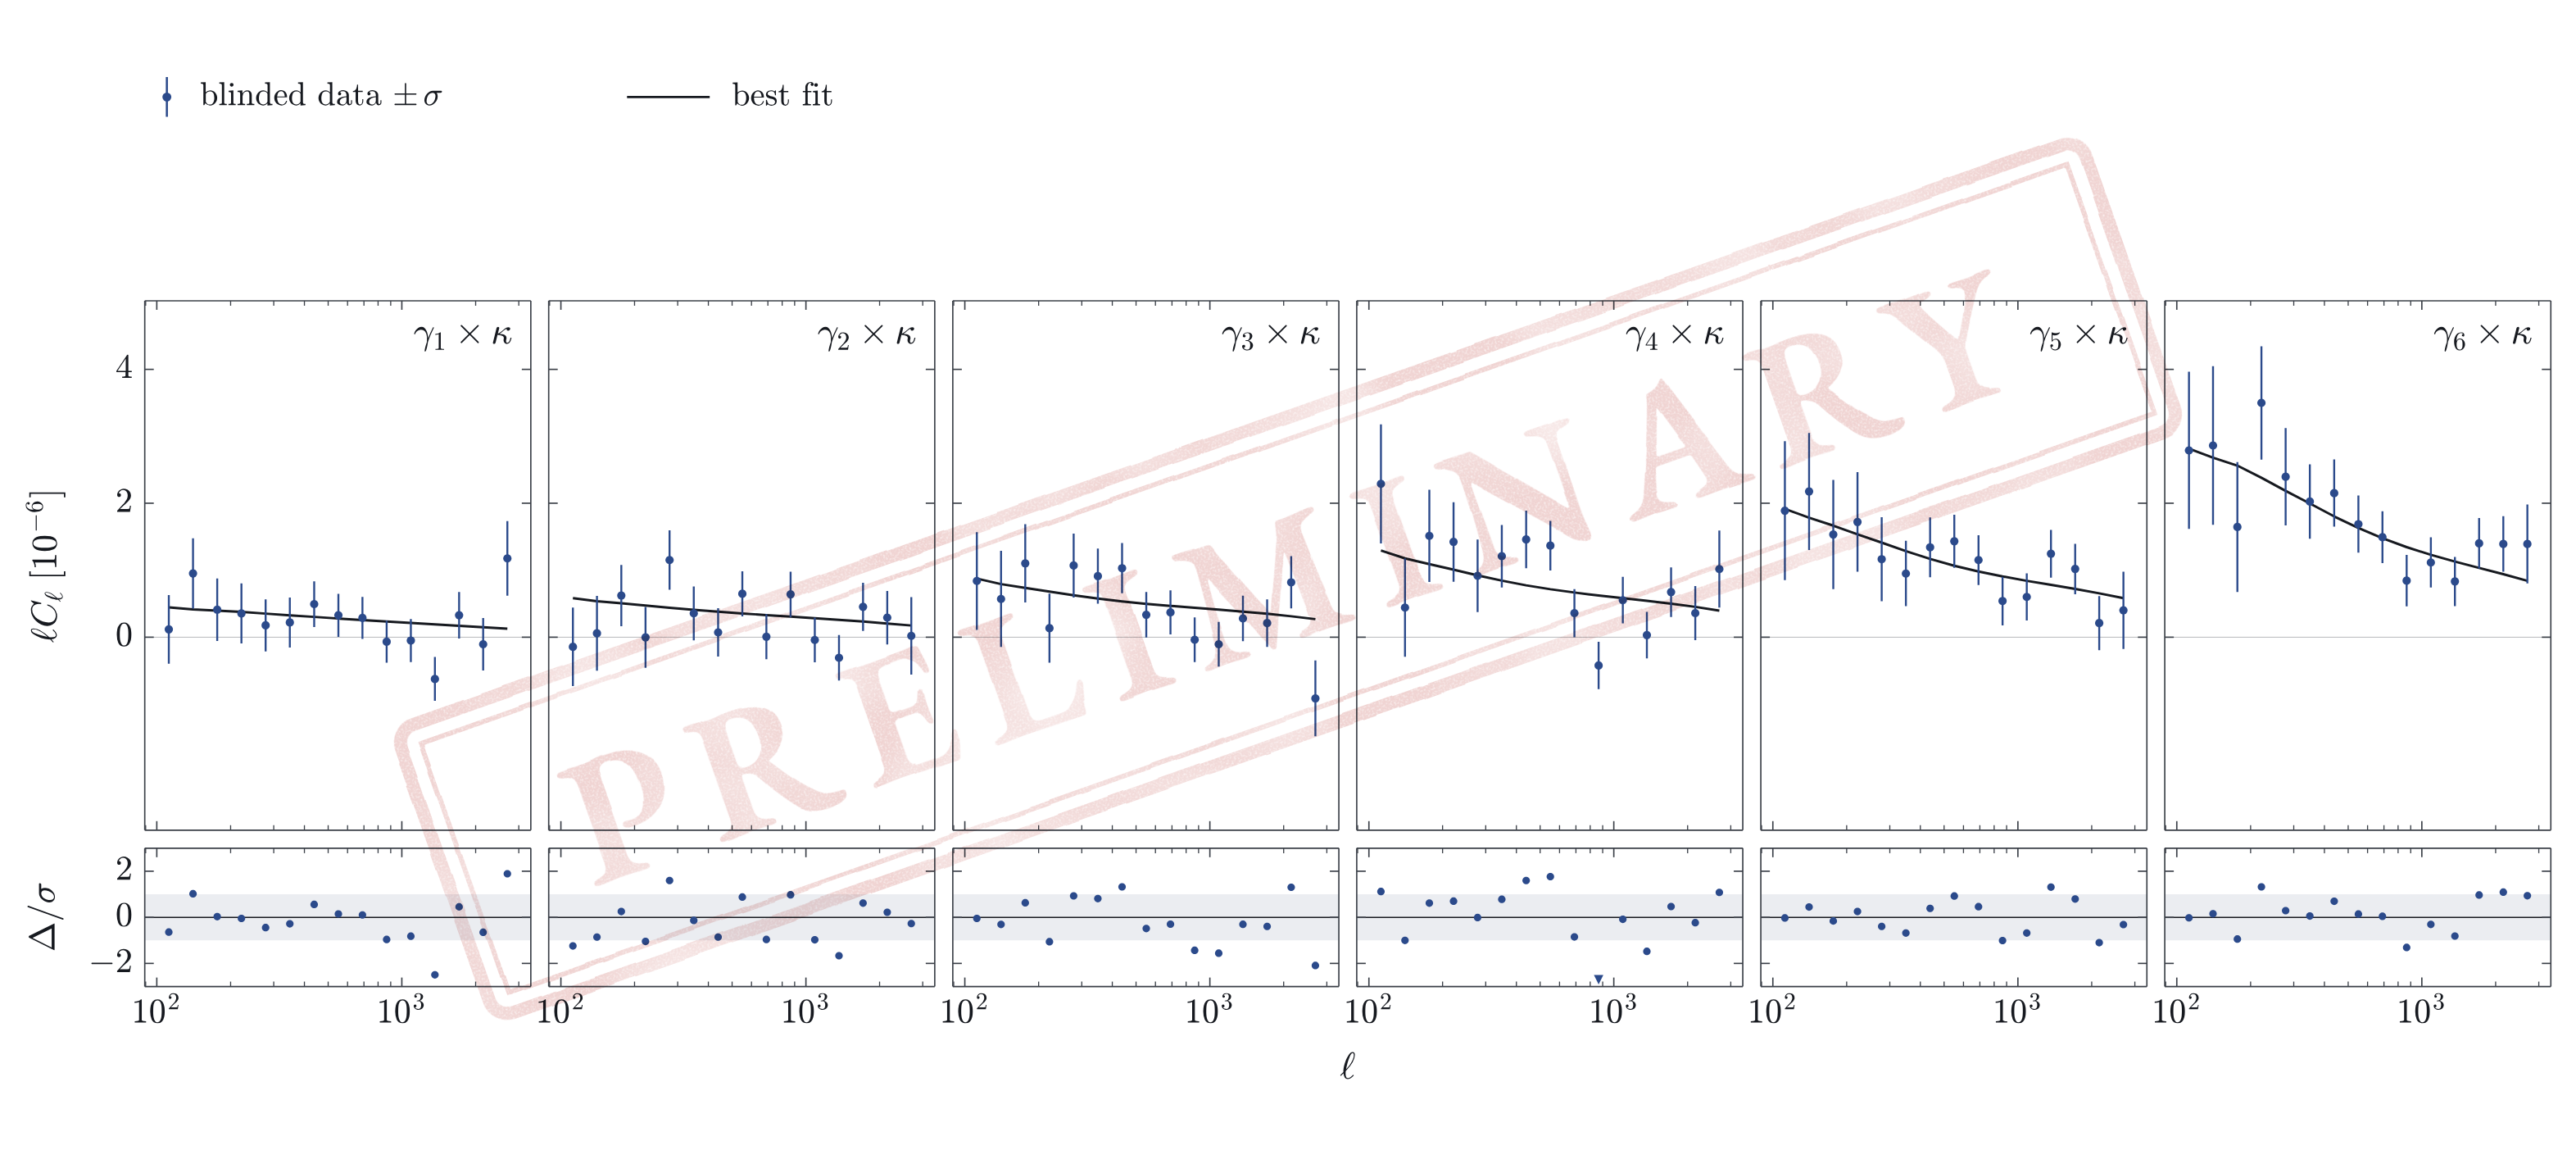 blinded data ± σ best fit
γ₁ × κ γ₂ × κ γ₃ × κ γ₄ × κ γ₅ × κ γ₆ × κ
4
2
0
ℓC_ℓ [10⁻⁶]
PRELIMINARY
2
0
−2
Δ/σ
10² 10³ 10² 10³ 10² 10³ 10² 10³ 10² 10³ 10² 10³
ℓ